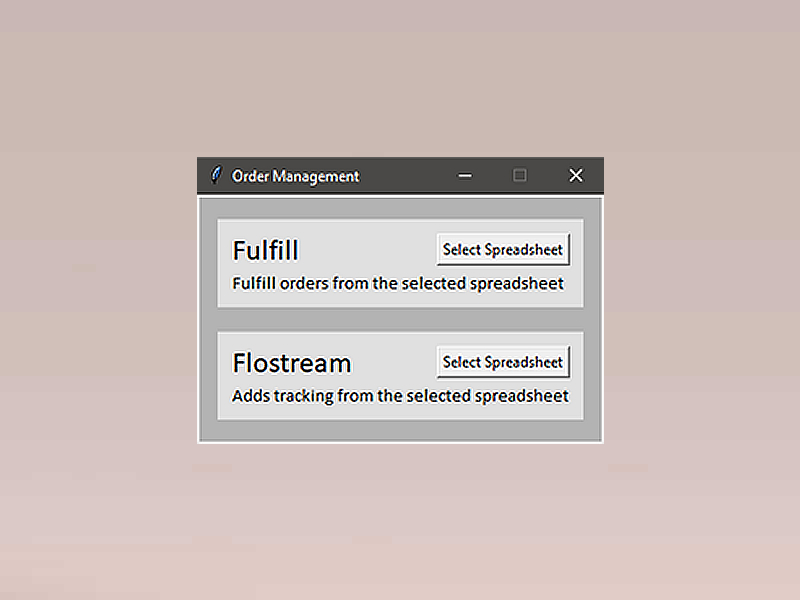 Order Management
Fulfill
Select Spreadsheet
Fulfill orders from the selected spreadsheet
Flostream
Select Spreadsheet
Adds tracking from the selected spreadsheet